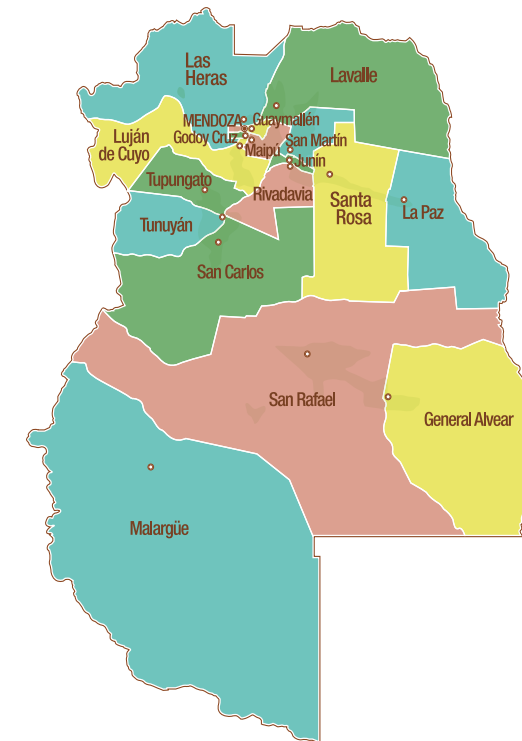 Las
Heras
Lavalle
MENDOZA
Guaymallén
Godoy Cruz
Maipú
San Martín
Junín
Luján
de Cuyo
Tupungato
Rivadavia
Santa
Rosa
La Paz
Tunuyán
San Carlos
San Rafael
General Alvear
Malargüe